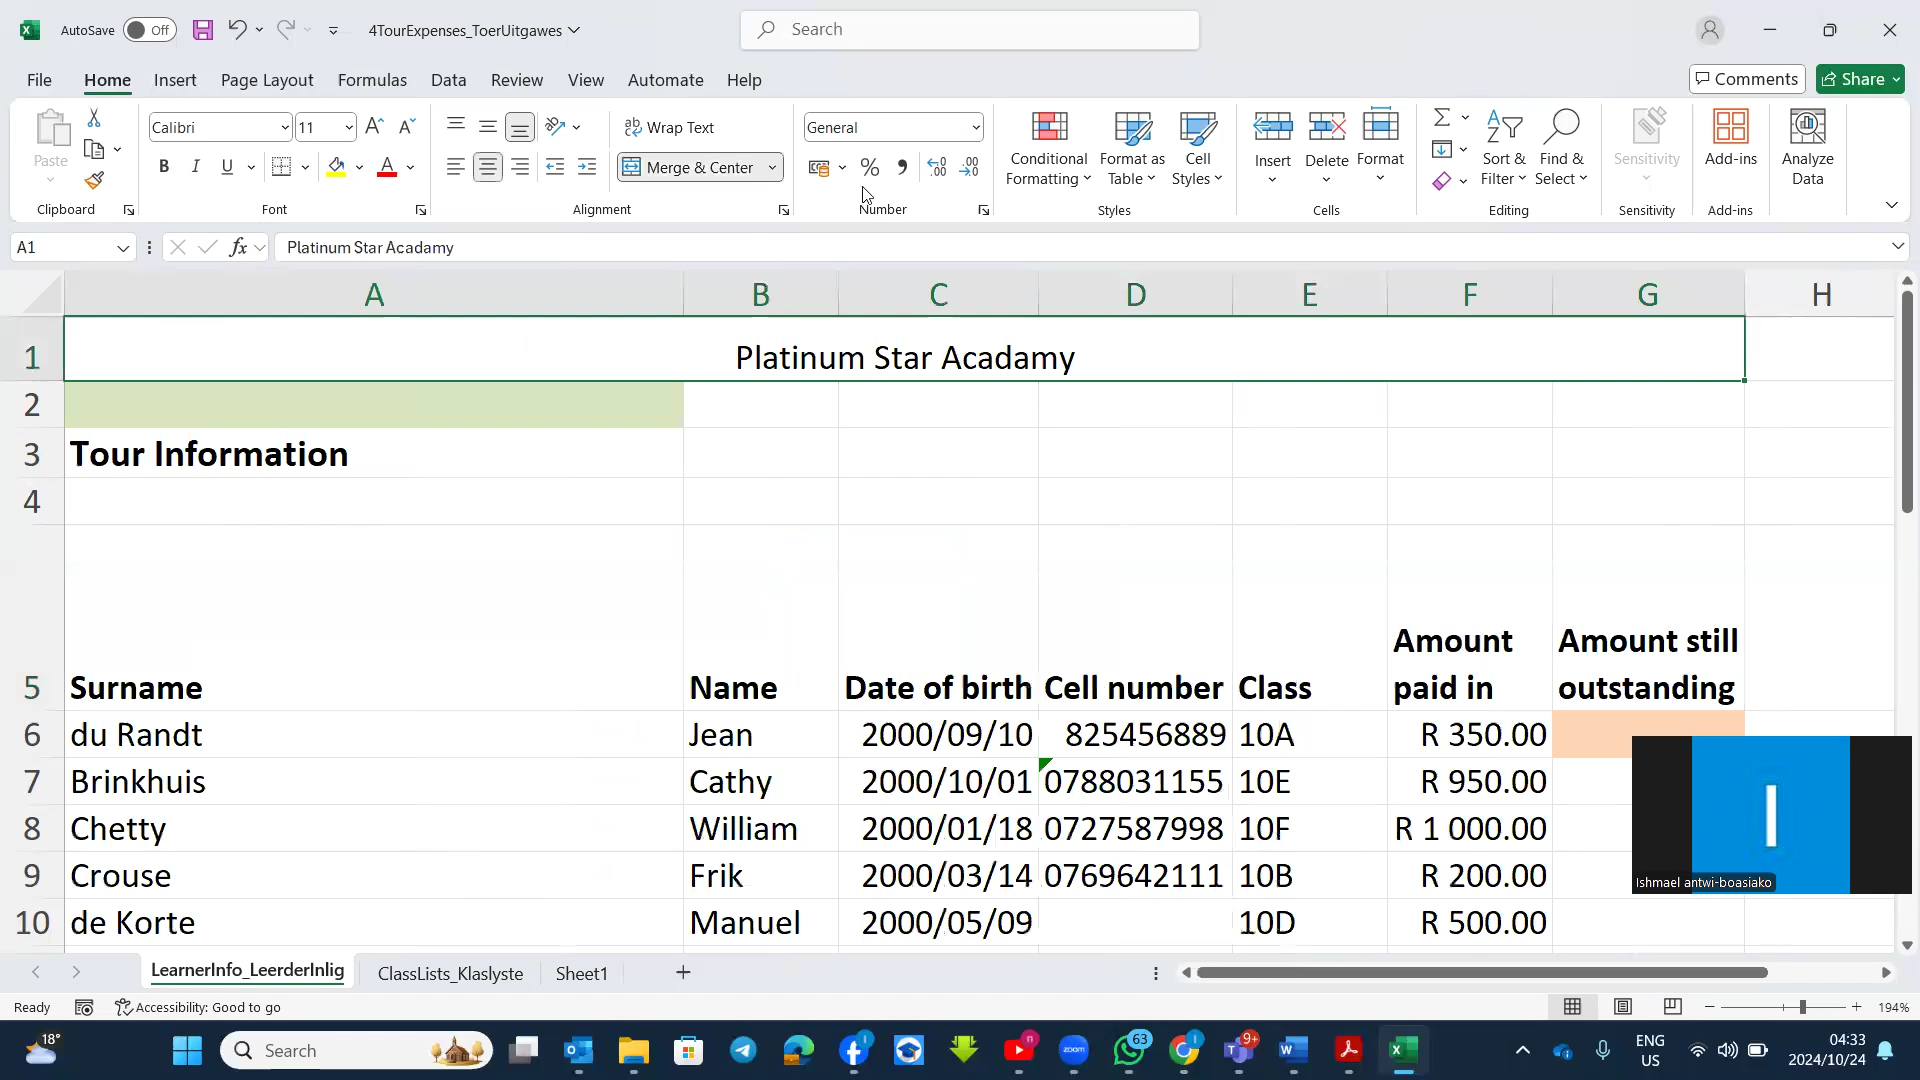 AutoSave Off 4TourExpenses_ToerUitgawes Search
File Home Insert Page Layout Formulas Data Review View Automate Help Comments Share
Paste Calibri 11 Wrap Text General Conditional Formatting Format as Table Cell Styles Insert Delete Format Sort & Filter Find & Select Sensitivity Add-ins Analyze Data
B I U A Merge & Center % , 
Clipboard Font Alignment Number Styles Cells Editing Sensitivity Add-ins
A1 fx Platinum Star Acadamy
A B C D E F G H
1 Platinum Star Acadamy
2
3 Tour Information
4
5 Surname Name Date of birth Cell number Class Amount paid in Amount still outstanding
6 du Randt Jean 2000/09/10 825456889 10A R 350.00
7 Brinkhuis Cathy 2000/10/01 0788031155 10E R 950.00
8 Chetty William 2000/01/18 0727587998 10F R 1 000.00
9 Crouse Frik 2000/03/14 0769642111 10B R 200.00
10 de Korte Manuel 2000/05/09 10D R 500.00
I
Ishmael antwi-boasiako
LearnerInfo_LeerderInlig ClassLists_Klaslyste Sheet1
Ready Accessibility: Good to go 194%
18° Search n zoom 63 9+ ENG US 04:33 2024/10/24